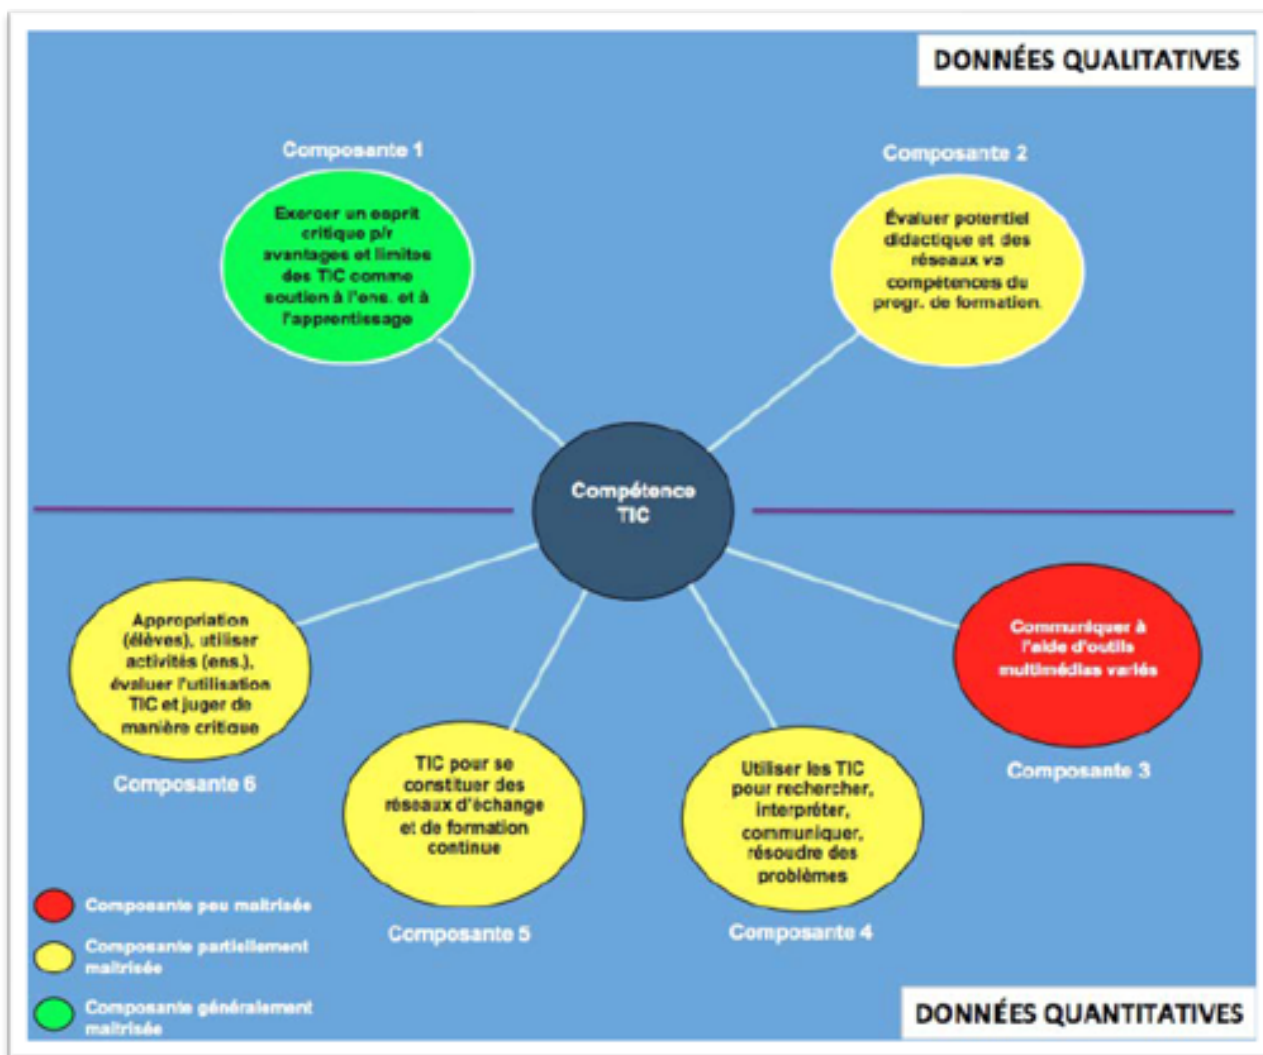 DONNÉES QUALITATIVES
Composante 1
Exercer un esprit
critique p/r
avantages et limites
des TIC comme
soutien à l'ens. et à
l'apprentissage
Composante 2
Évaluer potentiel
didactique et des
réseaux vs
compétences du
progr. de formation.
Compétence
TIC
Appropriation
(élèves), utiliser
activités (ens.),
évaluer l'utilisation
TIC et juger de
manière critique
Composante 6
TIC pour se
constituer des
réseaux d'échange
et de formation
continue
Composante 5
Utiliser les TIC
pour rechercher,
interpréter,
communiquer,
résoudre des
problèmes
Composante 4
Communiquer à
l'aide d'outils
multimédias variés
Composante 3
Composante peu maîtrisée
Composante partiellement
maîtrisée
Composante généralement
maîtrisée
DONNÉES QUANTITATIVES